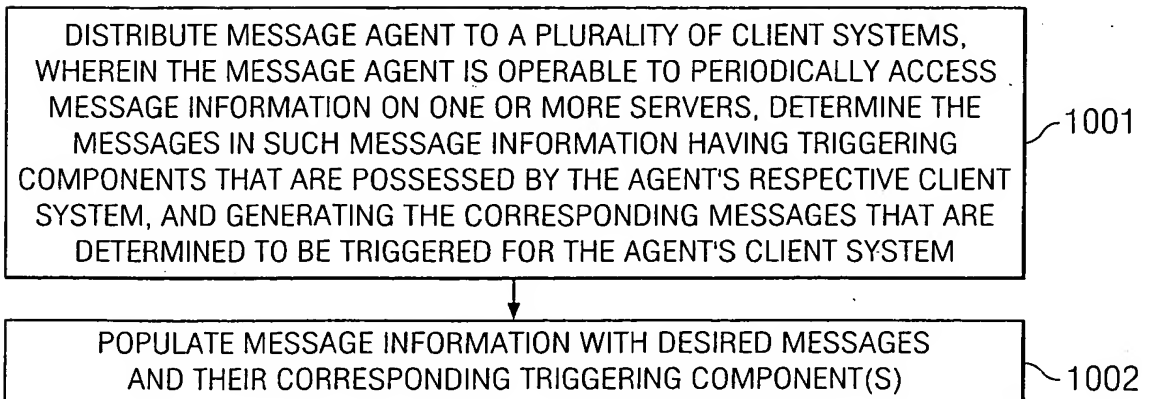 DISTRIBUTE MESSAGE AGENT TO A PLURALITY OF CLIENT SYSTEMS,
WHEREIN THE MESSAGE AGENT IS OPERABLE TO PERIODICALLY ACCESS
MESSAGE INFORMATION ON ONE OR MORE SERVERS, DETERMINE THE
MESSAGES IN SUCH MESSAGE INFORMATION HAVING TRIGGERING
COMPONENTS THAT ARE POSSESSED BY THE AGENT'S RESPECTIVE CLIENT
SYSTEM, AND GENERATING THE CORRESPONDING MESSAGES THAT ARE
DETERMINED TO BE TRIGGERED FOR THE AGENT'S CLIENT SYSTEM
1001
POPULATE MESSAGE INFORMATION WITH DESIRED MESSAGES
AND THEIR CORRESPONDING TRIGGERING COMPONENT(S)
1002